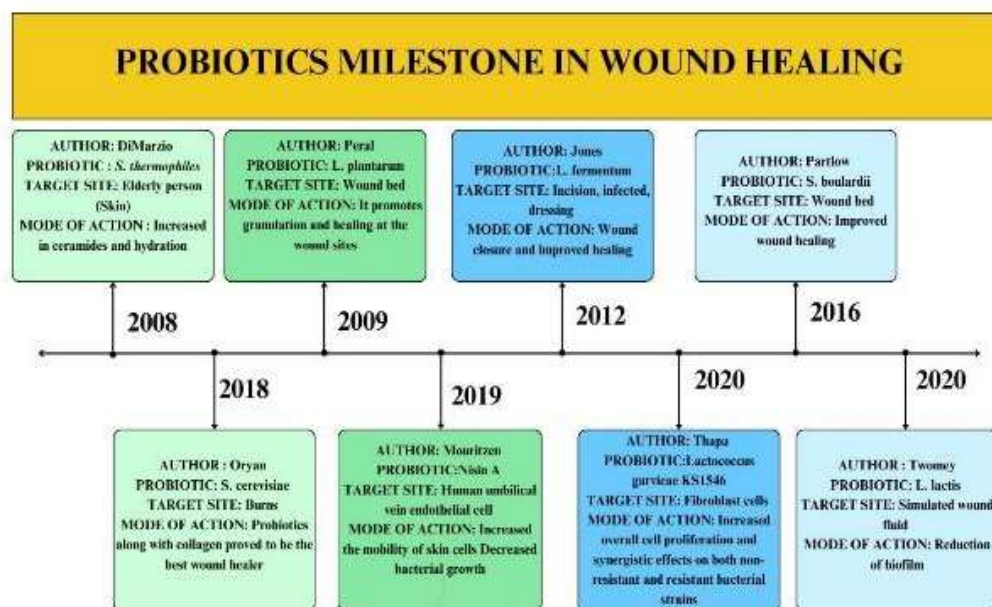 PROBIOTICS MILESTONE IN WOUND HEALING
AUTHOR: DiMarzio
PROBIOTIC : S. thermophiles
TARGET SITE: Elderly person
(Skin)
MODE OF ACTION : Increased
in ceramides and hydration
AUTHOR: Peral
PROBIOTIC: L. plantarum
TARGET SITE: Wound bed
MODE OF ACTION: It promotes
granulation and healing at the
wound sites
AUTHOR: Jones
PROBIOTIC:L. fermentum
TARGET SITE: Incision, infected,
dressing
MODE OF ACTION: Wound
closure and improved healing
AUTHOR: Partlow
PROBIOTIC: S. boulardii
TARGET SITE: Wound bed
MODE OF ACTION: Improved
wound healing
2008
2009
2012
2016
2018
2019
2020
2020
AUTHOR : Oryan
PROBIOTIC: S. cerevisine
TARGET SITE: Burns
MODE OF ACTION: Probiotics
along with collagen proved to be the
best wound healer
AUTHOR: Mouritzen
PROBIOTIC:Nisin A
TARGET SITE: Human umbilical
vein endothelial cell
MODE OF ACTION: Increased
the mobility of skin cells Decreased
bacterial growth
AUTHOR: Thapa
PROBIOTIC:Lactococcus
garvieae KS1546
TARGET SITE: Fibroblast cells
MODE OF ACTION: Increased
overall cell proliferation and
synergistic effects on both non-
resistant and resistant bacterial
strains
AUTHOR : Twomey
PROBIOTIC: L. lactis
TARGET SITE: Simulated wound
fluid
MODE OF ACTION: Reduction
of biofilm